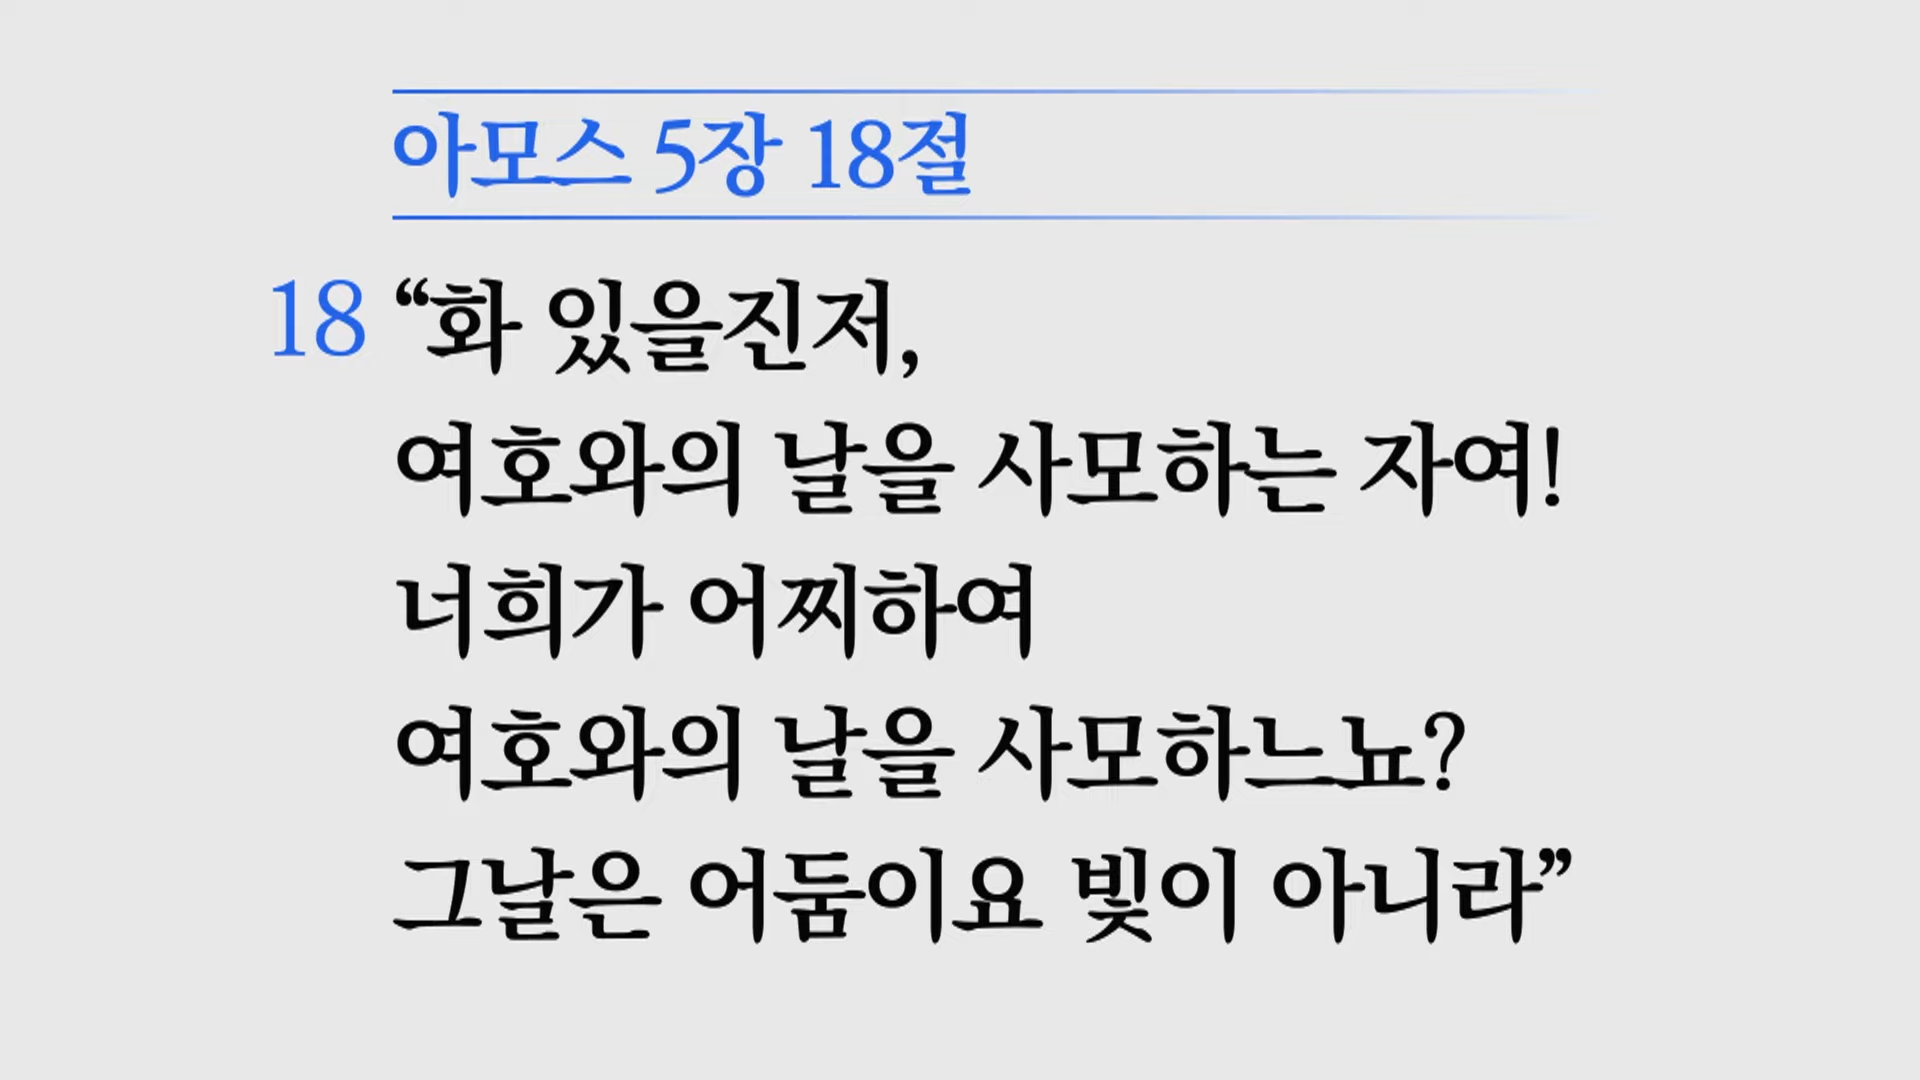 아모스 5장 18절
18 “화 있을진저,
여호와의 날을 사모하는 자여!
너희가 어찌하여
여호와의 날을 사모하느뇨?
그날은 어둠이요 빛이 아니라”